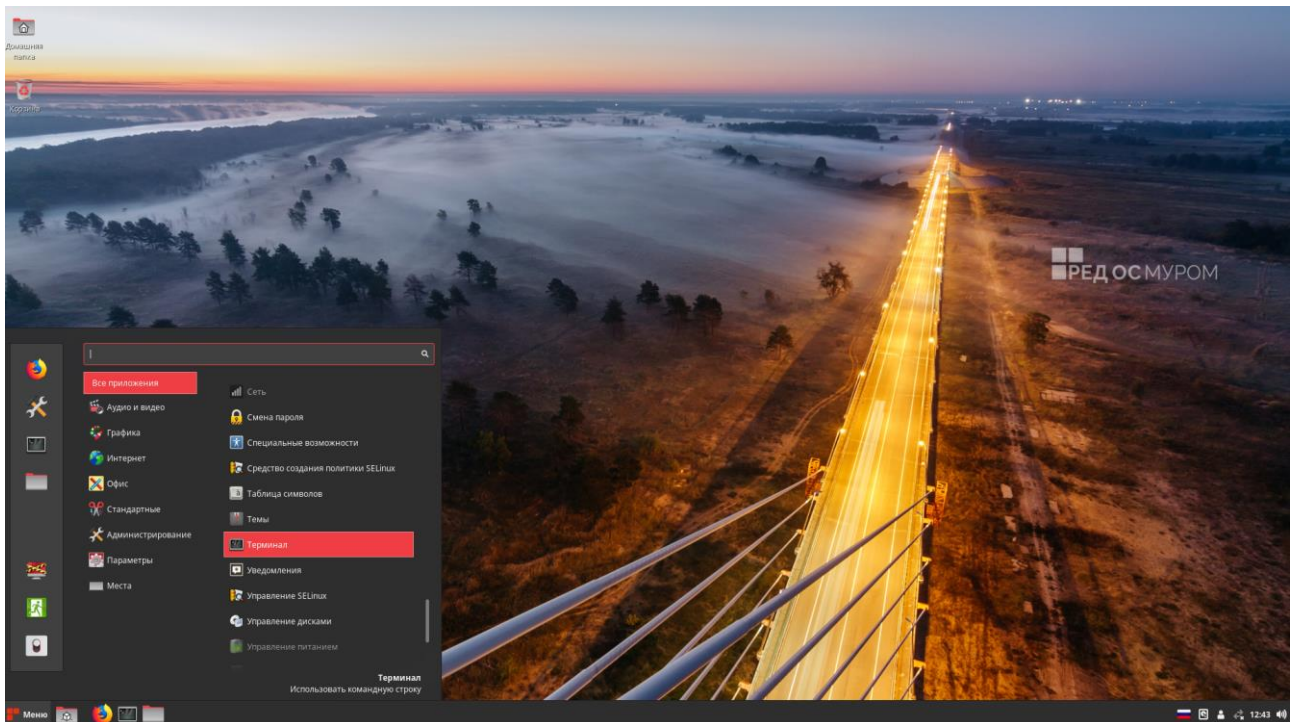 Домашняя
папка
Корзина
РЕД ОС МУРОМ
Все приложения
Аудио и видео
Графика
Интернет
Офис
Стандартные
Администрирование
Параметры
Места
Сеть
Смена пароля
Специальные возможности
Средство создания политики SELinux
Таблица символов
Темы
Терминал
Уведомления
Управление SELinux
Управление дисками
Управление питанием
Терминал
Использовать командную строку
Меню
12:43